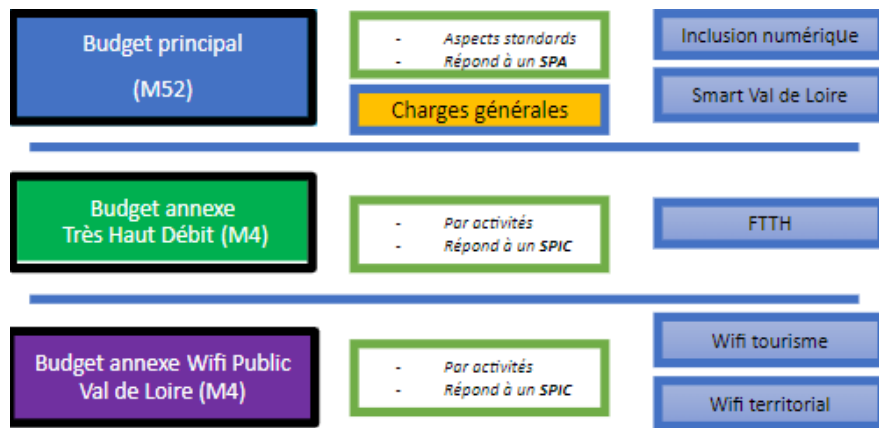 Budget principal
(M52)
- Aspects standards
- Répond à un SPA
Charges générales
Inclusion numérique
Smart Val de Loire
Budget annexe
Très Haut Débit (M4)
- Par activités
- Répond à un SPIC
FTTH
Budget annexe Wifi Public
Val de Loire (M4)
- Par activités
- Répond à un SPIC
Wifi tourisme
Wifi territorial